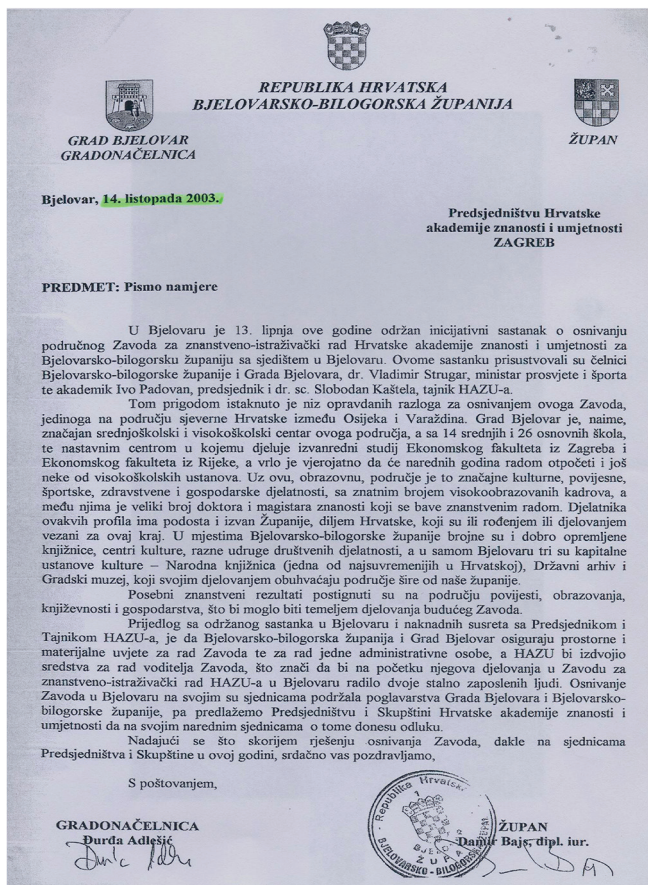 REPUBLIKA HRVATSKA
BJELOVARSKO-BILOGORSKA ŽUPANIJA
GRAD BJELOVAR
GRADONAČELNICA
ŽUPAN
Bjelovar, 14. listopada 2003.
Predsjedništvu Hrvatske
akademije znanosti i umjetnosti
ZAGREB
PREDMET: Pismo namjere
U Bjelovaru je 13. lipnja ove godine održan inicijativni sastanak o osnivanju
područnog Zavoda za znanstveno-istraživački rad Hrvatske akademije znanosti i umjetnosti za
Bjelovarsko-bilogorsku županiju sa sjedištem u Bjelovaru. Ovome sastanku prisustvovali su čelnici
Bjelovarsko-bilogorske županije i Grada Bjelovara, dr. Vladimir Strugar, ministar prosvjete i športa
te akademik Ivo Padovan, predsjednik i dr. sc. Slobodan Kaštela, tajnik HAZU-a.
Tom prigodom istaknuto je niz opravdanih razloga za osnivanjem ovoga Zavoda,
jedinoga na području sjeverne Hrvatske između Osijeka i Varaždina. Grad Bjelovar je, naime,
značajan srednjoškolski i visokoškolski centar ovoga područja, a sa 14 srednjih i 26 osnovnih škola,
te nastavnim centrom u kojemu djeluje izvanredni studij Ekonomskog fakulteta iz Zagreba i
Ekonomskog fakulteta iz Rijeke, a vrlo je vjerojatno da će narednih godina radom otpočeti i još
neke od visokoškolskih ustanova. Uz ovu, obrazovnu, područje je to značajne kulturne, povijesne,
športske, zdravstvene i gospodarske djelatnosti, sa znatnim brojem visokoobrazovanih kadrova, a
među njima je veliki broj doktora i magistara znanosti koji se bave znanstvenim radom. Djelatnika
ovakvih profila ima podosta i izvan Županije, diljem Hrvatske, koji su ili rođenjem ili djelovanjem
vezani za ovaj kraj. U mjestima Bjelovarsko-bilogorske županije brojne su i dobro opremljene
knjižnice, centri kulture, razne udruge društvenih djelatnosti, a u samom Bjelovaru tri su kapitalne
ustanove kulture – Narodna knjižnica (jedna od najsuvremenijih u Hrvatskoj), Državni arhiv i
Gradski muzej, koji svojim djelovanjem obuhvaćaju područje šire od naše županije.
Posebni znanstveni rezultati postignuti su na području povijesti, obrazovanja,
književnosti i gospodarstva, što bi moglo biti temeljem djelovanja budućeg Zavoda.
Prijedlog sa održanog sastanka u Bjelovaru i naknadnih susreta sa Predsjednikom i
Tajnikom HAZU-a, je da Bjelovarsko-bilogorska županija i Grad Bjelovar osiguraju prostorne i
materijalne uvjete za rad Zavoda te za rad jedne administrativne osobe, a HAZU bi izdvojio
sredstva za rad voditelja Zavoda, što znači da bi na početku njegova djelovanja u Zavodu za
znanstveno-istraživački rad HAZU-a u Bjelovaru radilo dvoje stalno zaposlenih ljudi. Osnivanje
Zavoda u Bjelovaru na svojim su sjednicama podržala poglavarstva Grada Bjelovara i Bjelovarsko-
bilogorske županije, pa predlažemo Predsjedništvu i Skupštini Hrvatske akademije znanosti i
umjetnosti da na svojim narednim sjednicama o tome donesu odluku.
Nadajući se što skorijem rješenju osnivanja Zavoda, dakle na sjednicama
Predsjedništva i Skupštine u ovoj godini, srdačno vas pozdravljamo,
S poštovanjem,
GRADONAČELNICA
Đurđa Adlešić
ŽUPAN
Damir Bajs, dipl. iur.
Republika Hrvatska
BJELOVARSKO-BILOGORSKA ŽUPANIJA